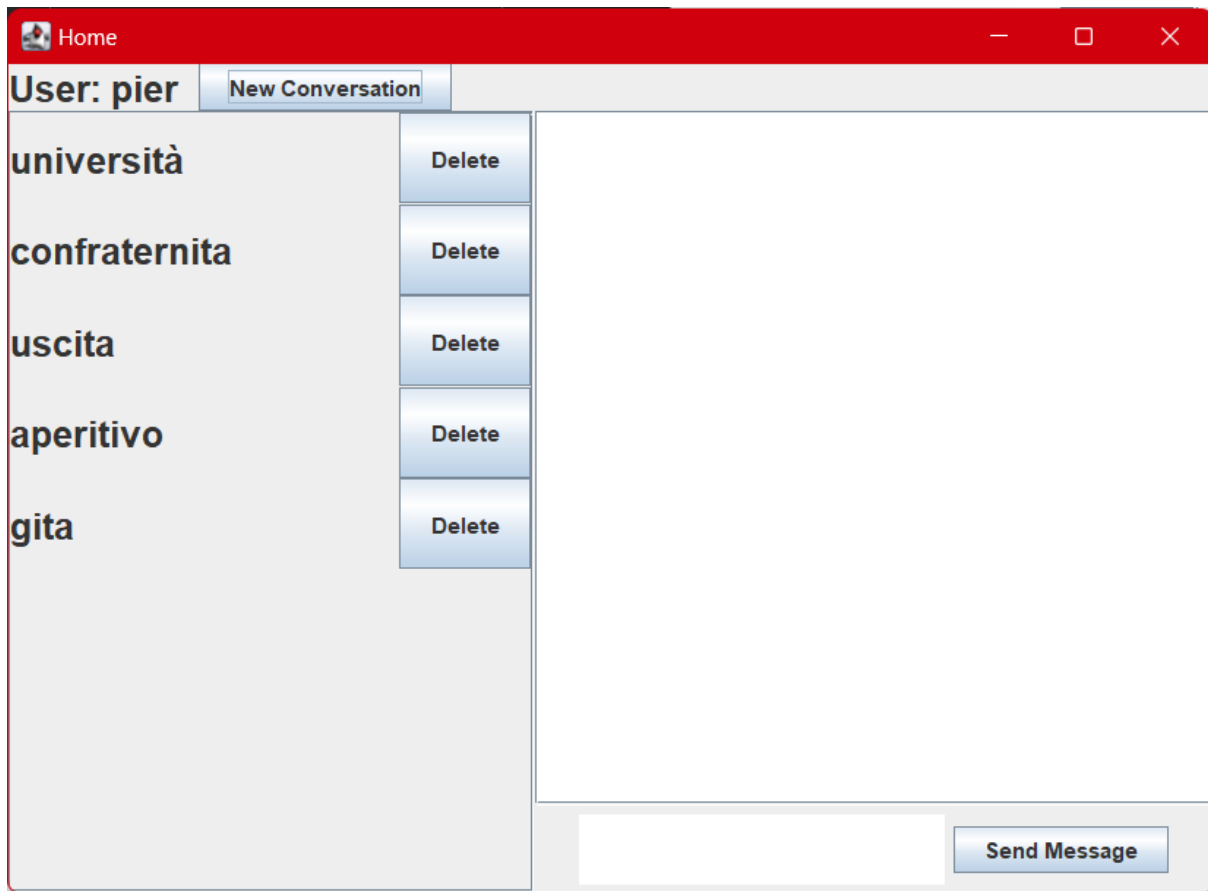 Home
User: pier New Conversation
università Delete
confraternita Delete
uscita Delete
aperitivo Delete
gita Delete
Send Message